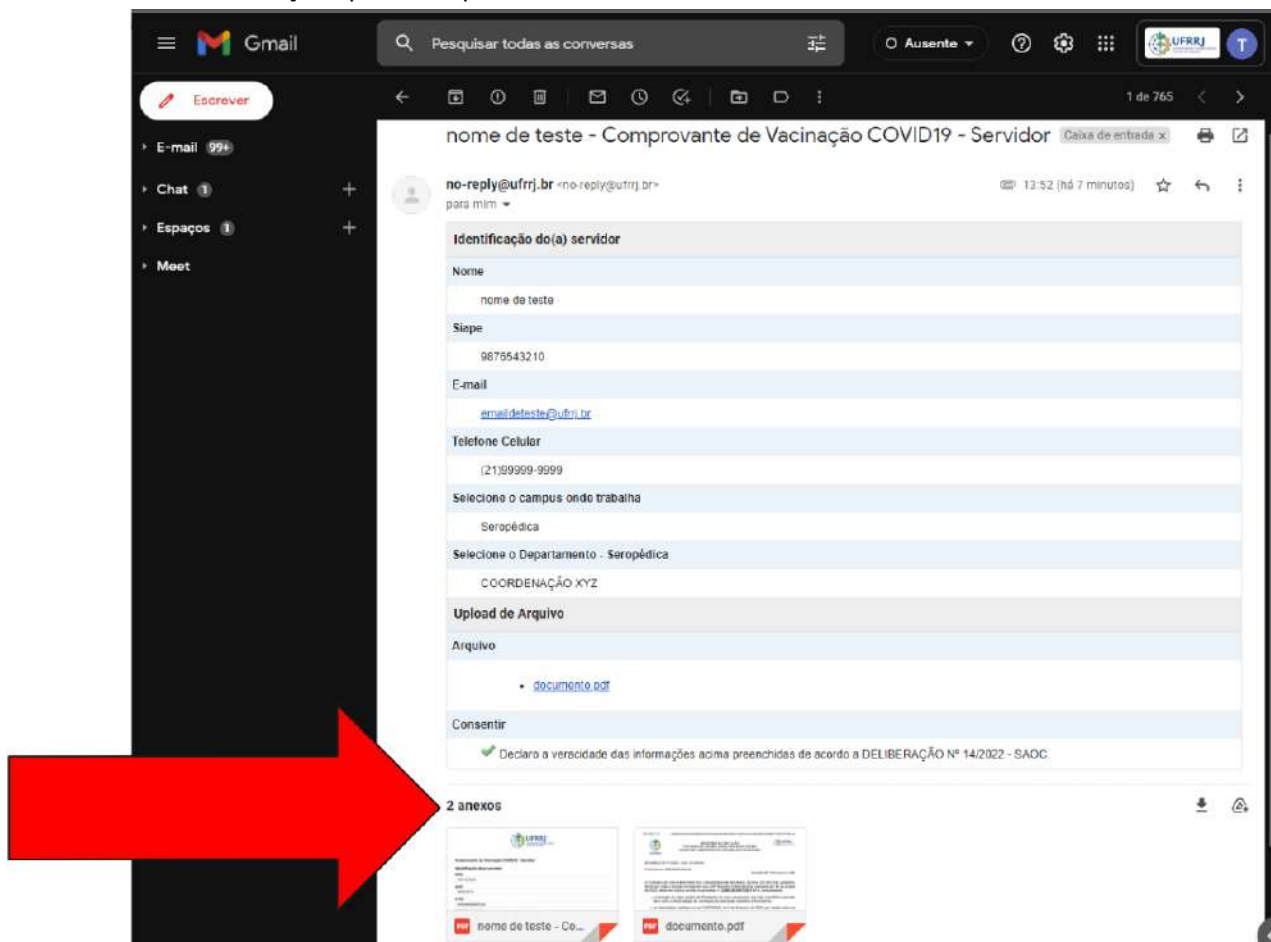 Gmail
Pesquisar todas as conversas
Ausente
UFRRJ
T
Escrever
1 de 765
nome de teste - Comprovante de Vacinação COVID19 - Servidor Caixa de entrada x
E-mail 99+
Chat 1
Espaços 1
Meet
no-reply@ufrrj.br <no-reply@ufrrj.br>
13:52 (há 7 minutos)
para mim
Identificação do(a) servidor
Nome
nome de teste
Siape
9876543210
E-mail
emaildeteste@ufrrj.br
Telefone Celular
(21)99999-9999
Selecione o campus onde trabalha
Seropédica
Selecione o Departamento - Seropédica
COORDENAÇÃO XYZ
Upload de Arquivo
Arquivo
documento.pdf
Consentir
Declaro a veracidade das informações acima preenchidas de acordo a DELIBERAÇÃO Nº 14/2022 - SAOC.
2 anexos
UFRRJ
PDF nome de teste - Co...
PDF documento.pdf